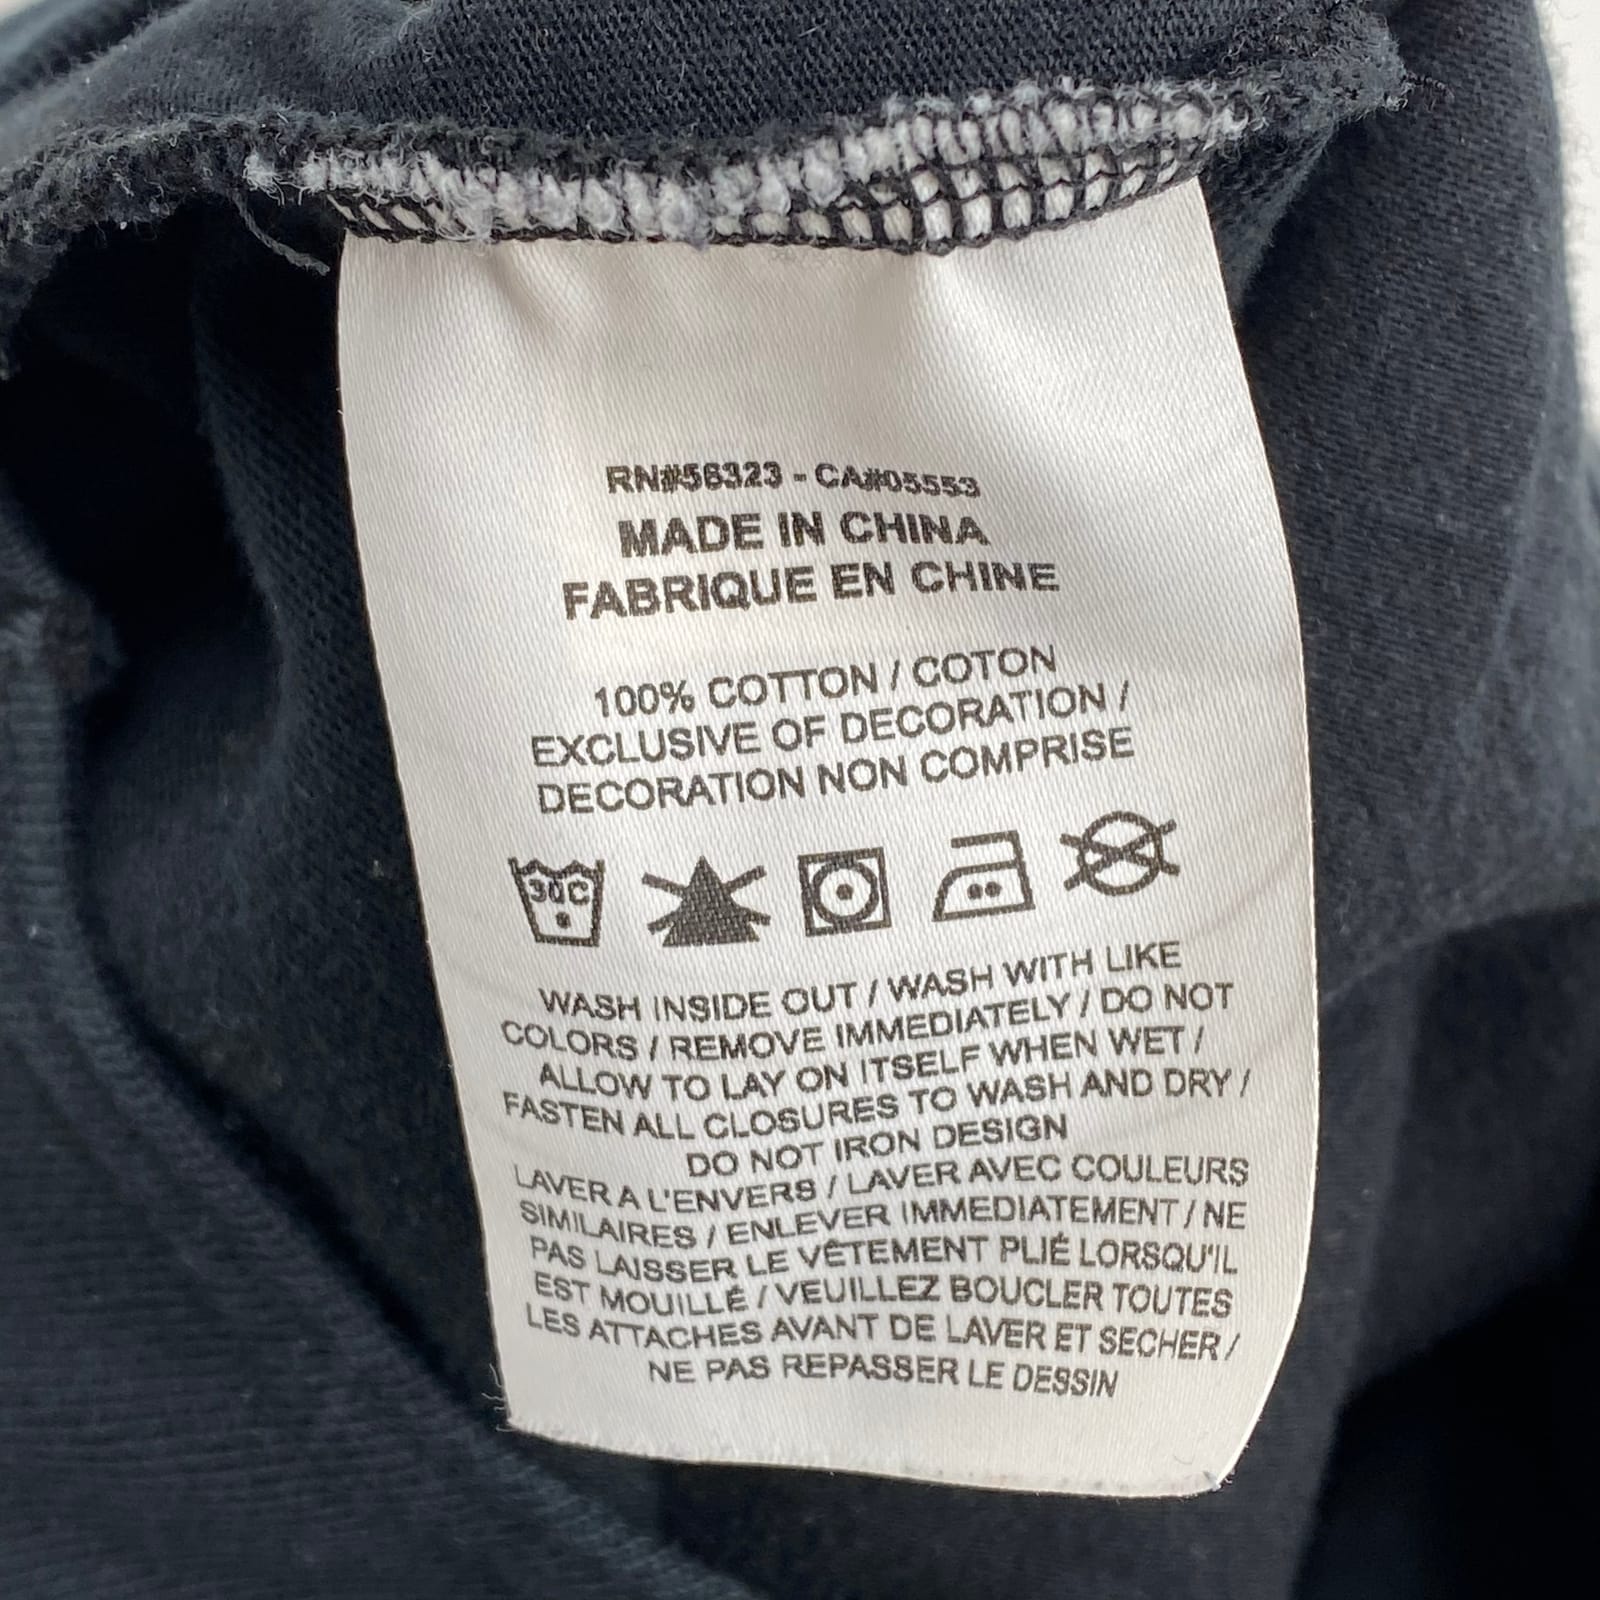 RN#56323 - CA#05553
MADE IN CHINA
FABRIQUE EN CHINE
100% COTTON / COTON
EXCLUSIVE OF DECORATION /
DECORATION NON COMPRISE
30C
WASH INSIDE OUT / WASH WITH LIKE
COLORS / REMOVE IMMEDIATELY / DO NOT
ALLOW TO LAY ON ITSELF WHEN WET /
FASTEN ALL CLOSURES TO WASH AND DRY /
DO NOT IRON DESIGN
LAVER A L'ENVERS / LAVER AVEC COULEURS
SIMILAIRES / ENLEVER IMMEDIATEMENT / NE
PAS LAISSER LE VÊTEMENT PLIÉ LORSQU'IL
EST MOUILLÉ / VEUILLEZ BOUCLER TOUTES
LES ATTACHES AVANT DE LAVER ET SECHER /
NE PAS REPASSER LE DESSIN